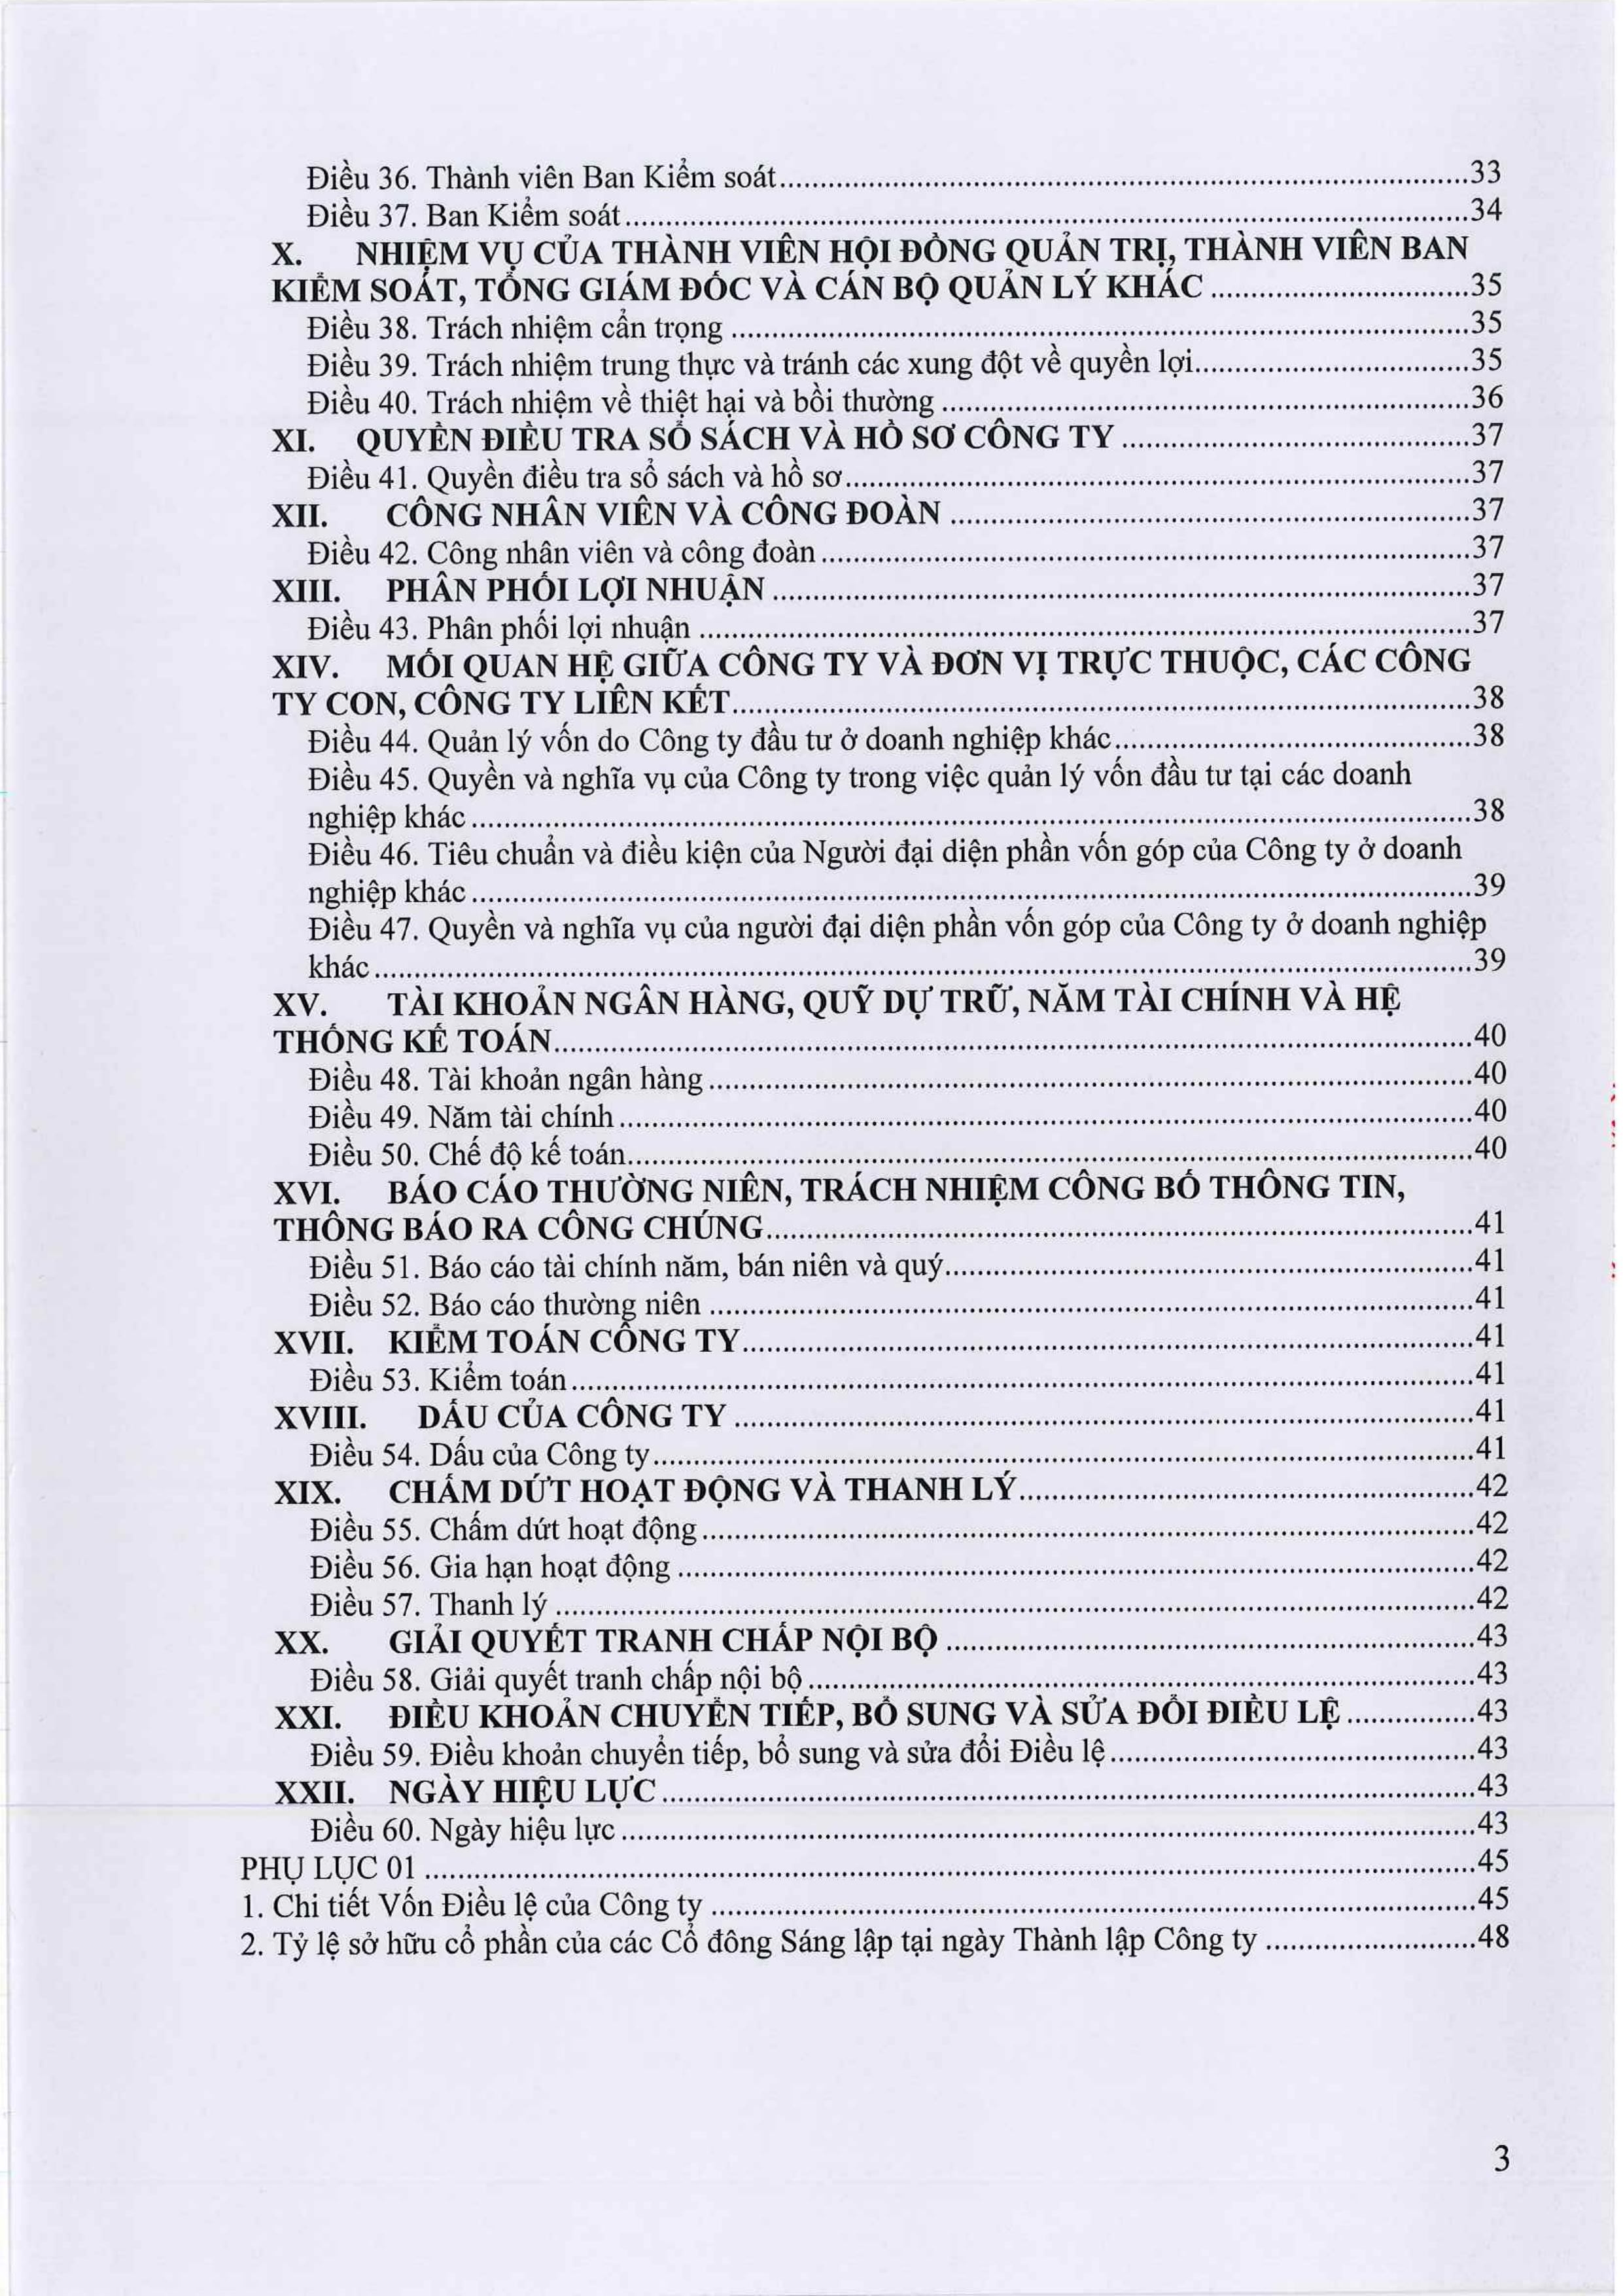 Điều 36. Thành viên Ban Kiểm soát....................33
Điều 37. Ban Kiểm soát....................34
X. NHIỆM VỤ CỦA THÀNH VIÊN HỘI ĐỒNG QUẢN TRỊ, THÀNH VIÊN BAN
KIỂM SOÁT, TỔNG GIÁM ĐỐC VÀ CÁN BỘ QUẢN LÝ KHÁC....................35
Điều 38. Trách nhiệm cẩn trọng....................35
Điều 39. Trách nhiệm trung thực và tránh các xung đột về quyền lợi....................35
Điều 40. Trách nhiệm về thiệt hại và bồi thường....................36
XI. QUYỀN ĐIỀU TRA SỔ SÁCH VÀ HỒ SƠ CÔNG TY....................37
Điều 41. Quyền điều tra sổ sách và hồ sơ....................37
XII. CÔNG NHÂN VIÊN VÀ CÔNG ĐOÀN....................37
Điều 42. Công nhân viên và công đoàn....................37
XIII. PHÂN PHỐI LỢI NHUẬN....................37
Điều 43. Phân phối lợi nhuận....................37
XIV. MỐI QUAN HỆ GIỮA CÔNG TY VÀ ĐƠN VỊ TRỰC THUỘC, CÁC CÔNG
TY CON, CÔNG TY LIÊN KẾT....................38
Điều 44. Quản lý vốn do Công ty đầu tư ở doanh nghiệp khác....................38
Điều 45. Quyền và nghĩa vụ của Công ty trong việc quản lý vốn đầu tư tại các doanh
nghiệp khác....................38
Điều 46. Tiêu chuẩn và điều kiện của Người đại diện phần vốn góp của Công ty ở doanh
nghiệp khác....................39
Điều 47. Quyền và nghĩa vụ của người đại diện phần vốn góp của Công ty ở doanh nghiệp
khác....................39
XV. TÀI KHOẢN NGÂN HÀNG, QUỸ DỰ TRỮ, NĂM TÀI CHÍNH VÀ HỆ
THỐNG KẾ TOÁN....................40
Điều 48. Tài khoản ngân hàng....................40
Điều 49. Năm tài chính....................40
Điều 50. Chế độ kế toán....................40
XVI. BÁO CÁO THƯỜNG NIÊN, TRÁCH NHIỆM CÔNG BỐ THÔNG TIN,
THÔNG BÁO RA CÔNG CHÚNG....................41
Điều 51. Báo cáo tài chính năm, bán niên và quý....................41
Điều 52. Báo cáo thường niên....................41
XVII. KIỂM TOÁN CÔNG TY....................41
Điều 53. Kiểm toán....................41
XVIII. DẤU CỦA CÔNG TY....................41
Điều 54. Dấu của Công ty....................41
XIX. CHẤM DỨT HOẠT ĐỘNG VÀ THANH LÝ....................42
Điều 55. Chấm dứt hoạt động....................42
Điều 56. Gia hạn hoạt động....................42
Điều 57. Thanh lý....................42
XX. GIẢI QUYẾT TRANH CHẤP NỘI BỘ....................43
Điều 58. Giải quyết tranh chấp nội bộ....................43
XXI. ĐIỀU KHOẢN CHUYỂN TIẾP, BỔ SUNG VÀ SỬA ĐỔI ĐIỀU LỆ....................43
Điều 59. Điều khoản chuyển tiếp, bổ sung và sửa đổi Điều lệ....................43
XXII. NGÀY HIỆU LỰC....................43
Điều 60. Ngày hiệu lực....................43
PHỤ LỤC 01....................45
1. Chi tiết Vốn Điều lệ của Công ty....................45
2. Tỷ lệ sở hữu cổ phần của các Cổ đông Sáng lập tại ngày Thành lập Công ty....................48
3